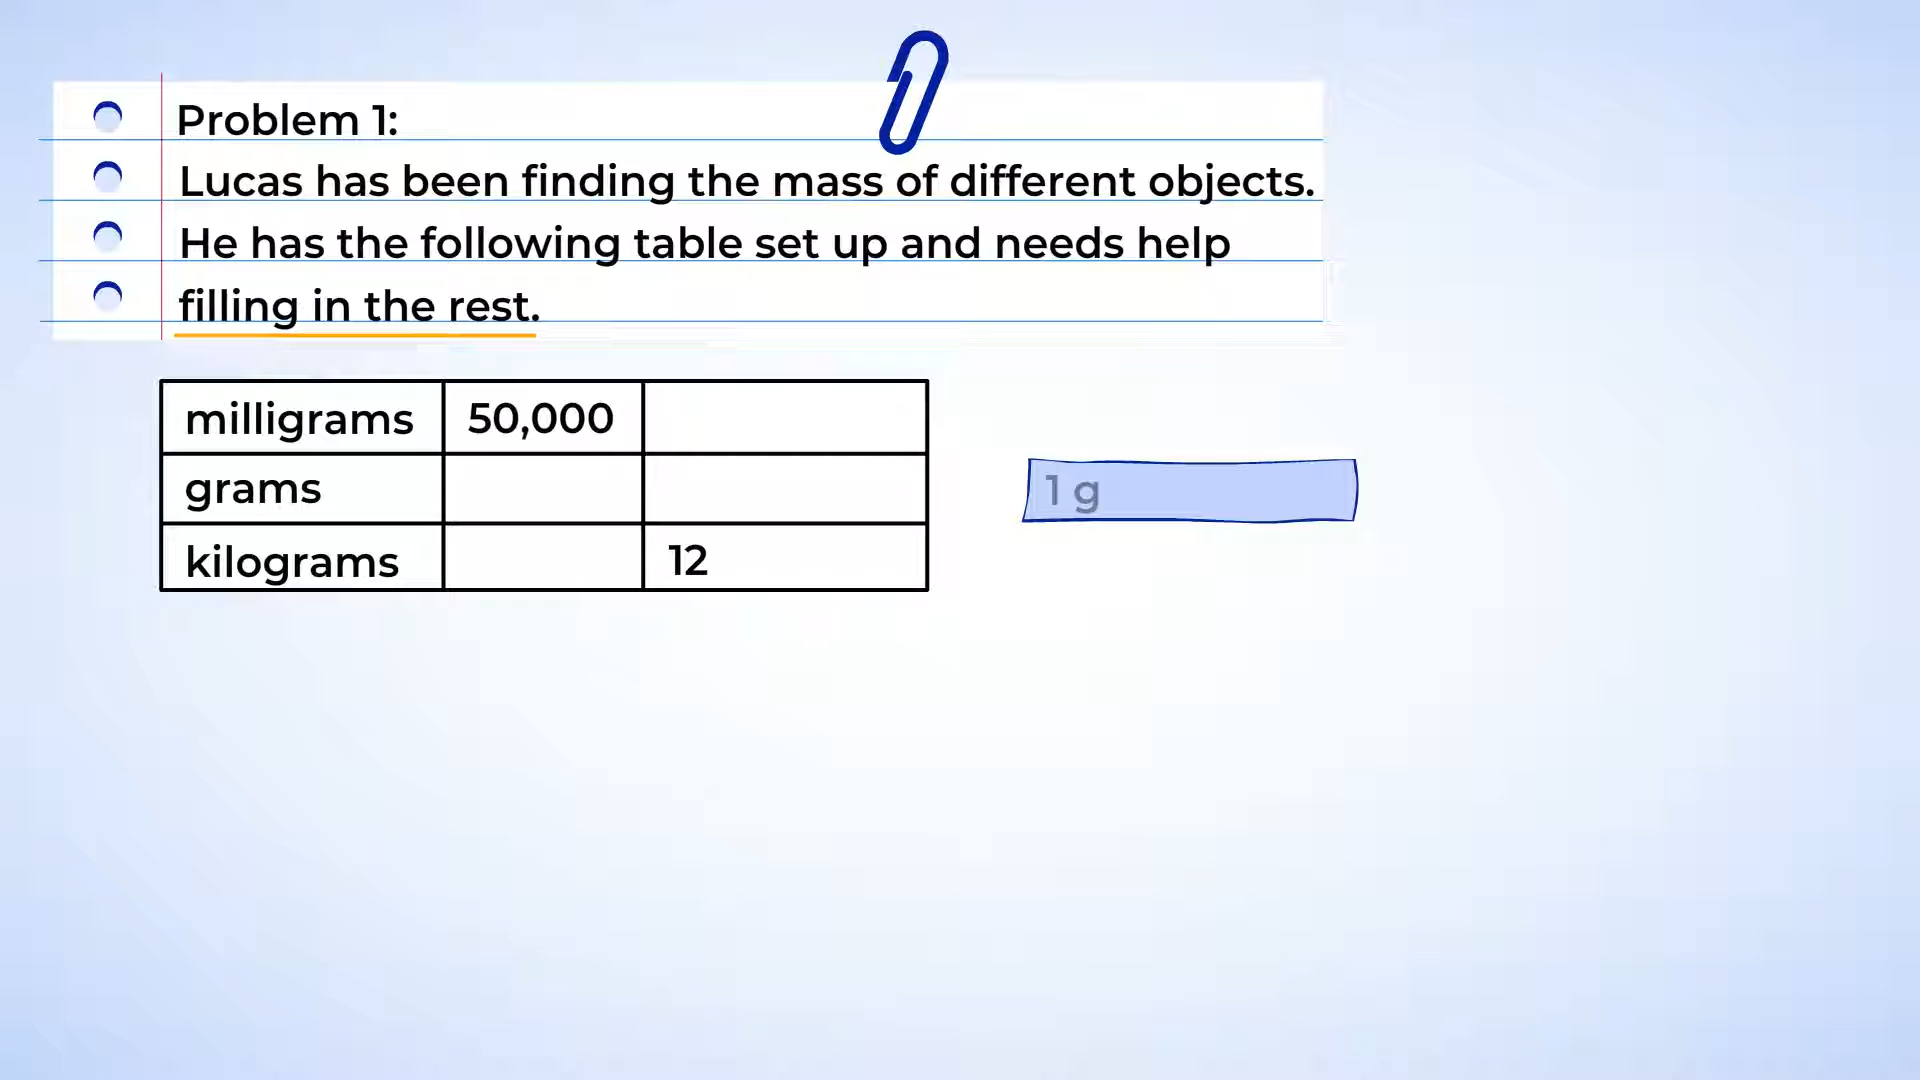 Problem 1:
Lucas has been finding the mass of different objects.
He has the following table set up and needs help
filling in the rest.
milligrams 50,000
grams
kilograms 12
1 g